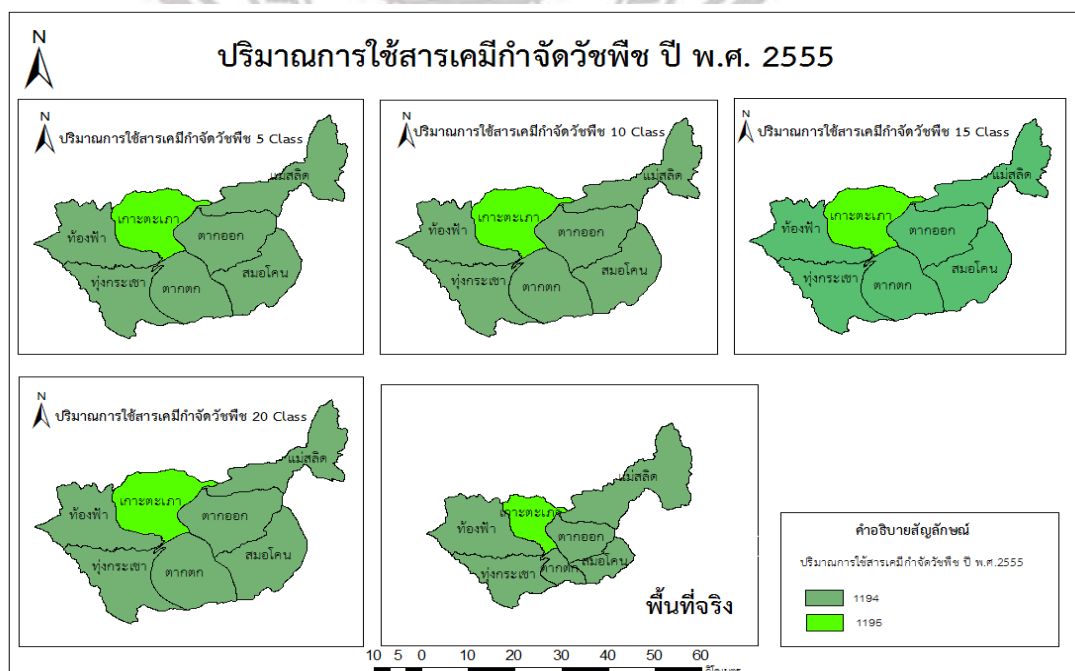 N
ปริมาณการใช้สารเคมีกำจัดวัชพืช ปี พ.ศ. 2555
N
ปริมาณการใช้สารเคมีกำจัดวัชพืช 5 Class
แม่สลิด
เกาะตะเภา
ตากออก
ท้องฟ้า
สมอโคน
ทุ่งกระเชา
ตากตก
N
ปริมาณการใช้สารเคมีกำจัดวัชพืช 10 Class
แม่สลิด
เกาะตะเภา
ตากออก
ท้องฟ้า
สมอโคน
ทุ่งกระเชา
ตากตก
N
ปริมาณการใช้สารเคมีกำจัดวัชพืช 15 Class
แม่สลิด
เกาะตะเภา
ตากออก
ท้องฟ้า
สมอโคน
ทุ่งกระเชา
ตากตก
N
ปริมาณการใช้สารเคมีกำจัดวัชพืช 20 Class
แม่สลิด
เกาะตะเภา
ตากออก
ท้องฟ้า
สมอโคน
ทุ่งกระเชา
ตากตก
แม่สลิด
เกาะตะเภา
ท้องฟ้า
ตากออก
สมอโคน
ทุ่งกระเชา
ตากตก
พื้นที่จริง
คำอธิบายสัญลักษณ์
ปริมาณการใช้สารเคมีกำจัดวัชพืช ปี พ.ศ.2555
1194
1195
10 5 0 10 20 30 40 50 60